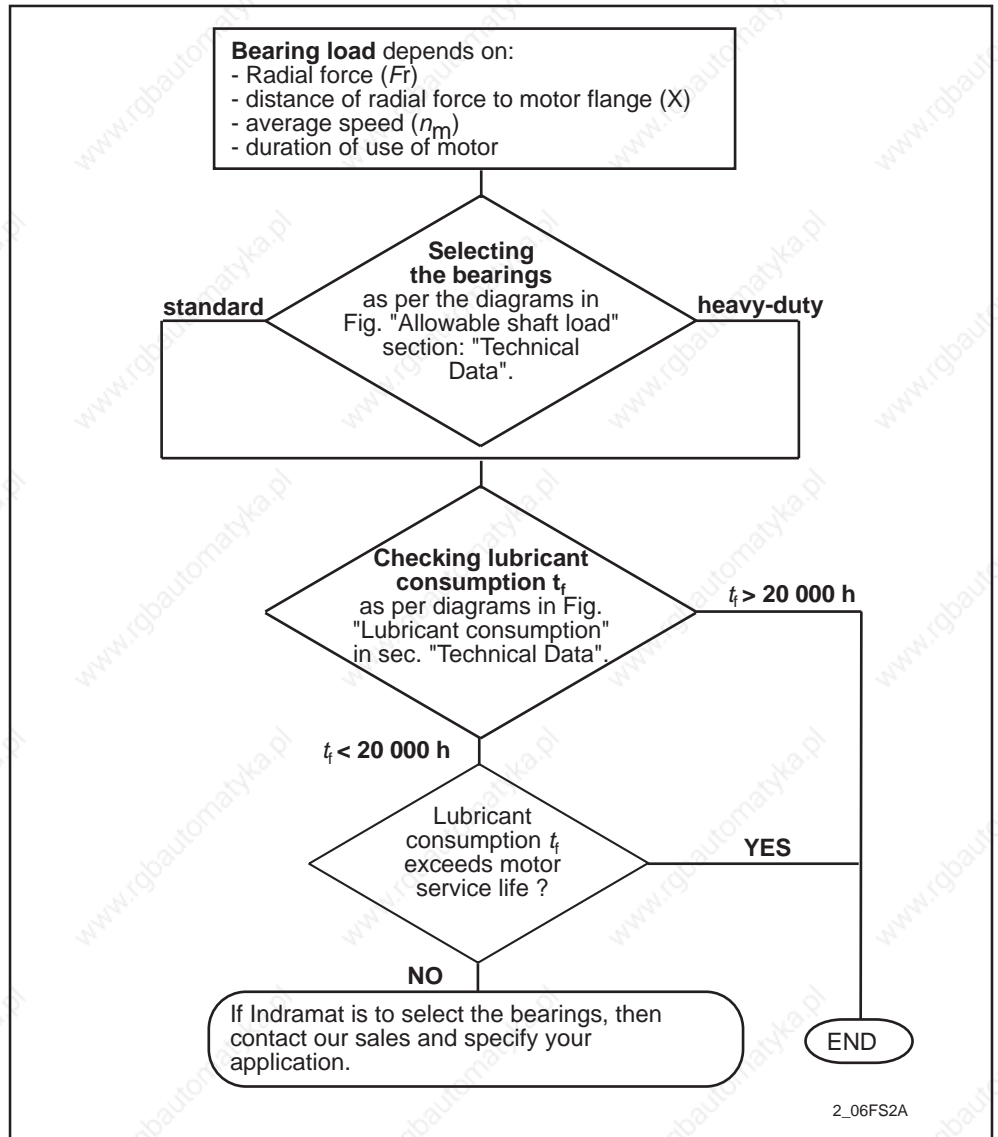 Bearing load depends on:
- Radial force (Fr)
- distance of radial force to motor flange (X)
- average speed (nm)
- duration of use of motor
Selecting
the bearings
as per the diagrams in
Fig. "Allowable shaft load"
section: "Technical
Data".
standard
heavy-duty
Checking lubricant
consumption tf
as per diagrams in Fig.
"Lubricant consumption"
in sec. "Technical Data".
tf > 20 000 h
tf < 20 000 h
Lubricant
consumption tf
exceeds motor
service life ?
YES
NO
If Indramat is to select the bearings, then
contact our sales and specify your
application.
END
2_06FS2A
www.rgbautomatyka.pl